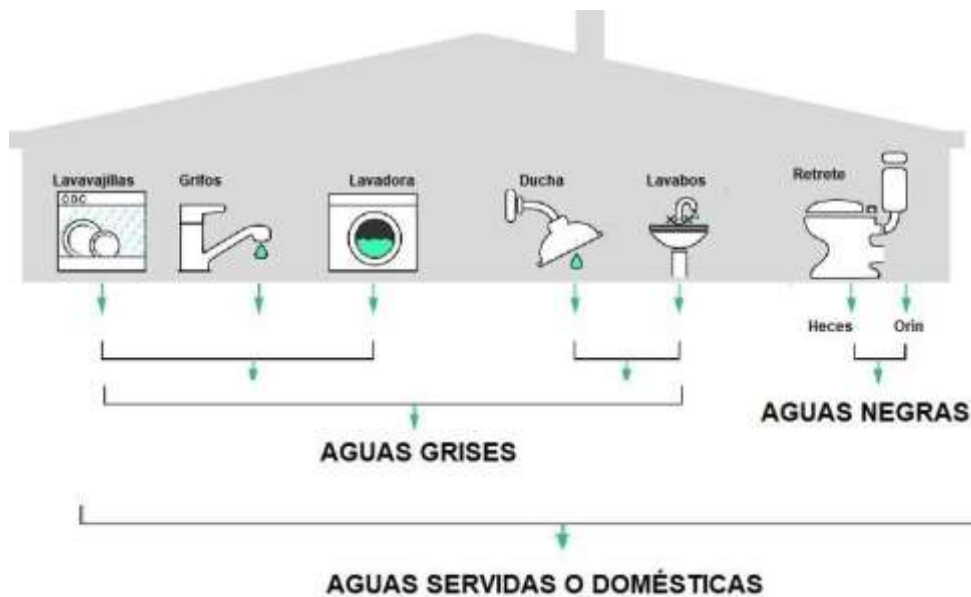 Lavavajillas
Grifos
Lavadora
Ducha
Lavabos
Retrete
Heces
Orin
AGUAS NEGRAS
AGUAS GRISES
AGUAS SERVIDAS O DOMÉSTICAS